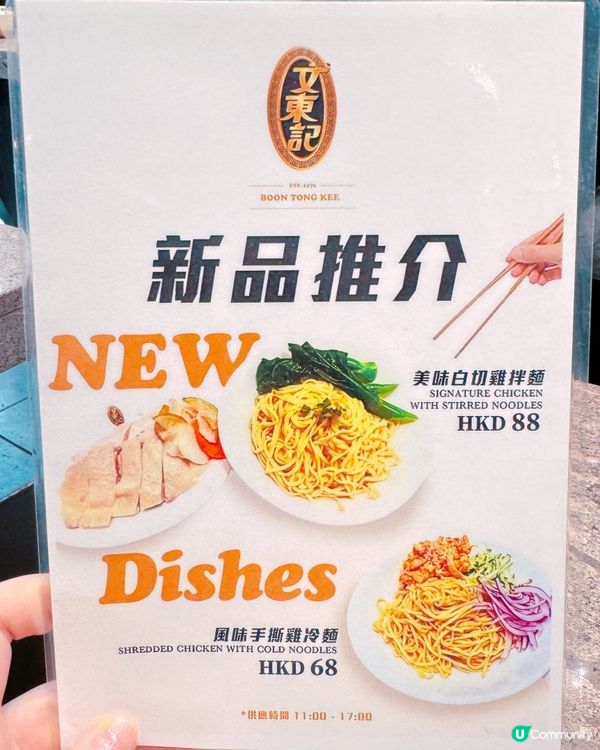 文東記
EST. 1979
BOON TONG KEE
新品推介
NEW
美味白切雞拌麵
SIGNATURE CHICKEN
WITH STIRRED NOODLES
HKD 88
Dishes
風味手撕雞冷麵
SHREDDED CHICKEN WITH COLD NOODLES
HKD 68
*供應時間 11:00 - 17:00
U Community